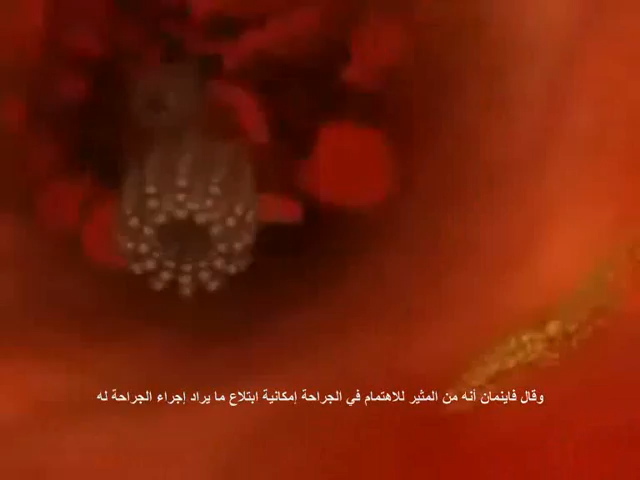 وقال فاينمان أنه من المثير للاهتمام في الجراحة إمكانية ابتلاع ما يراد إجراء الجراحة له